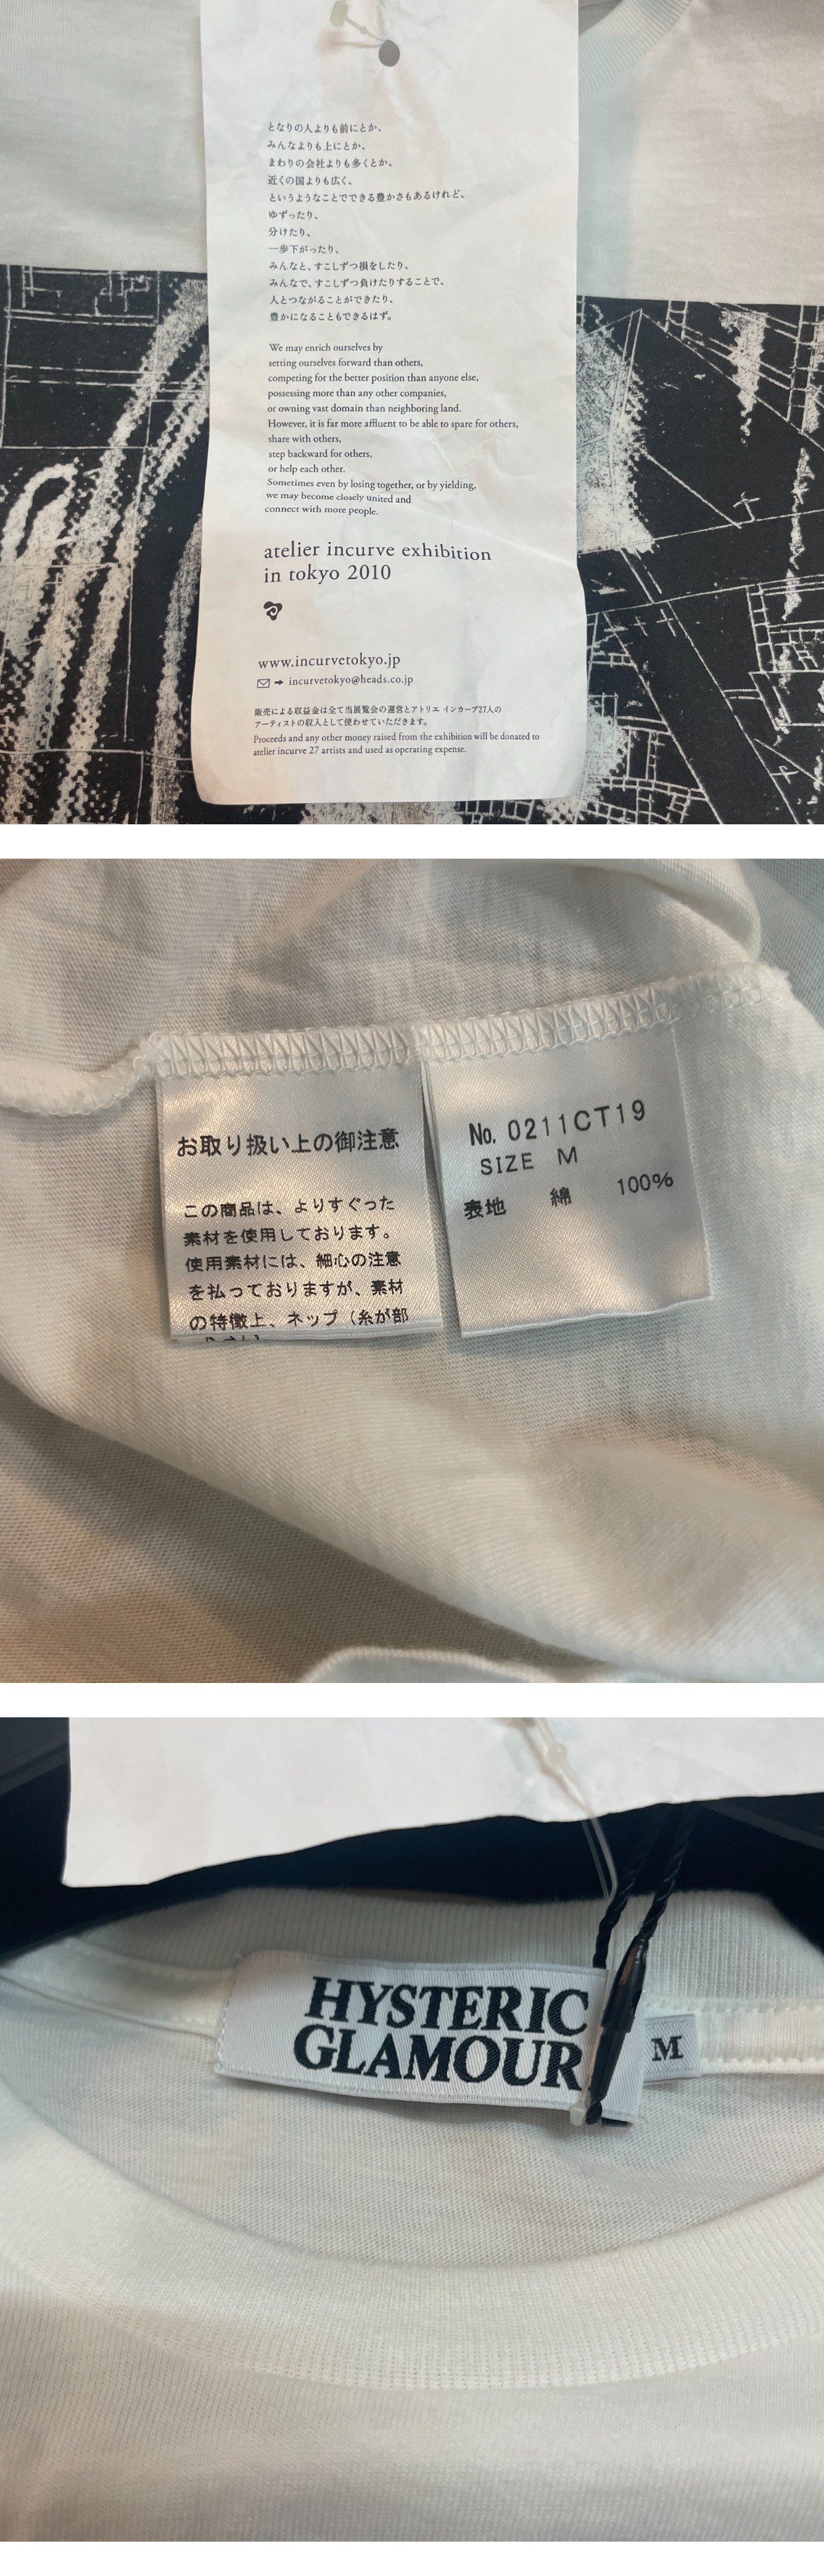 となりの人よりも前にとか、
みんなよりも上にとか、
まわりの会社よりも多くとか、
近くの国よりも広く、
というようなことでできる豊かさもあるけれど、
ゆずったり、
分けたり、
一歩下がったり、
みんなと、すこしずつ損をしたり、
みんなで、すこしずつ負けたりすることで、
人とつながることができたり、
豊かになることもできるはず。
We may enrich ourselves by
setting ourselves forward than others,
competing for the better position than anyone else,
possessing more than any other companies,
or owning vast domain than neighboring land.
However, it is far more affluent to be able to spare for others,
share with others,
step backward for others,
or help each other.
Sometimes even by losing together, or by yielding,
we may become closely united and
connect with more people.
atelier incurve exhibition
in tokyo 2010
www.incurvetokyo.jp
incurvetokyo@heads.co.jp
販売による収益金は全て当展覧会の運営とアトリエ インカーブ27人の
アーティストの収入として使わせていただきます。
Proceeds and any other money raised from the exhibition will be donated to
atelier incurve 27 artists and used as operating expense.
お取り扱い上の御注意
この商品は、よりすぐった
素材を使用しております。
使用素材には、細心の注意
を払っておりますが、素材
の特徴上、ネップ（糸が部
No. 0211CT19
SIZE M
表地 綿 100%
HYSTERIC
GLAMOUR
M